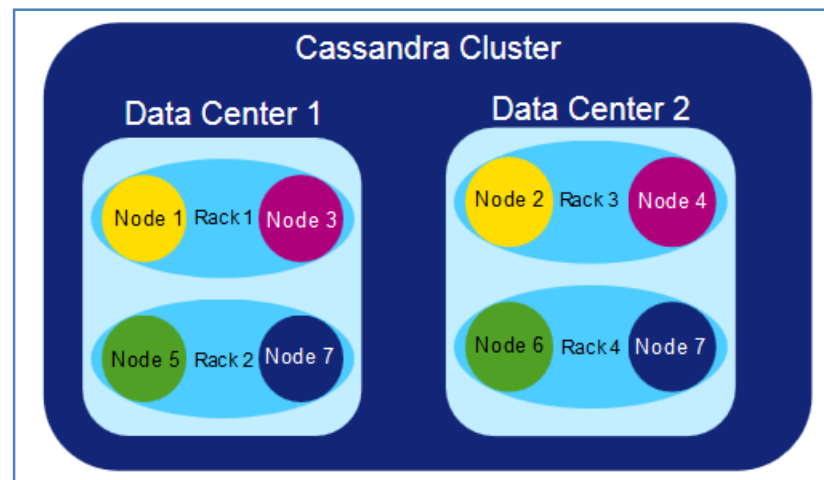 Cassandra Cluster
Data Center 1
Data Center 2
Node 1 Rack 1 Node 3
Node 5 Rack 2 Node 7
Node 2 Rack 3 Node 4
Node 6 Rack 4 Node 7